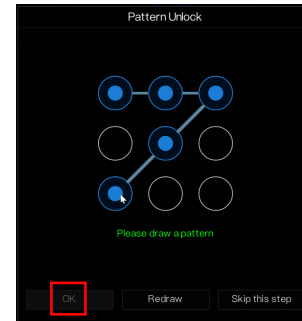 Pattern Unlock
Please draw a pattern
OK
Redraw
Skip this step